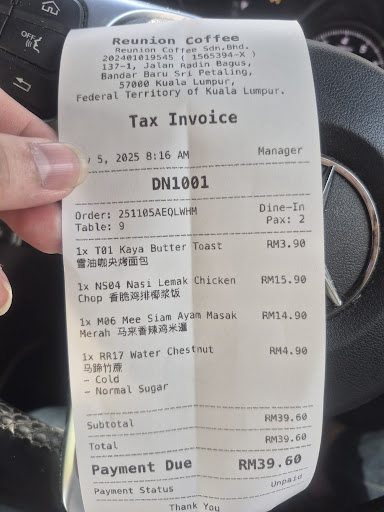 Reunion Coffee
Reunion Coffee Sdn.Bhd.
202401019545 ( 1565394-X )
137-1, Jalan Radin Bagus,
Bandar Baru Sri Petaling,
57000 Kuala Lumpur,
Federal Territory of Kuala Lumpur.
Tax Invoice
5, 2025 8:16 AM Manager
DN1001
Order: 251105AEQLWHM Dine-In
Table: 9 Pax: 2
1x T01 Kaya Butter Toast RM3.90
雪油咖央烤面包
1x NS04 Nasi Lemak Chicken RM15.90
Chop 香脆鸡排椰浆饭
1x M06 Mee Siam Ayam Masak RM14.90
Merah 马来香辣鸡米暹
1x RR17 Water Chestnut RM4.90
马蹄竹蔗
- Cold
- Normal Sugar
Subtotal RM39.60
Total RM39.60
Payment Due RM39.60
Payment Status Unpaid
Thank You
OFF